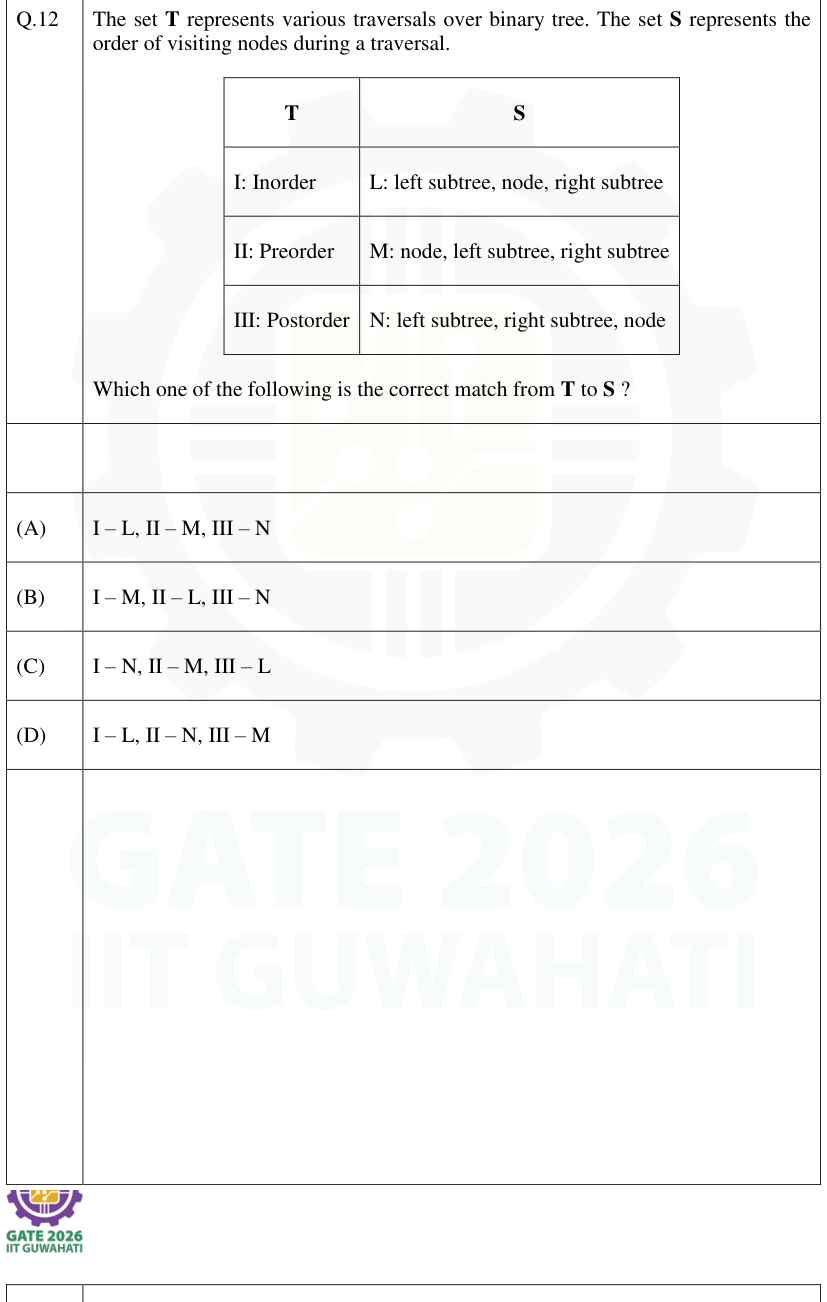 Q.12 The set T represents various traversals over binary tree. The set S represents the
order of visiting nodes during a traversal.
T S
I: Inorder L: left subtree, node, right subtree
II: Preorder M: node, left subtree, right subtree
III: Postorder N: left subtree, right subtree, node
Which one of the following is the correct match from T to S ?
(A) I – L, II – M, III – N
(B) I – M, II – L, III – N
(C) I – N, II – M, III – L
(D) I – L, II – N, III – M
GATE 2026
IIT GUWAHATI
GATE 2026
IIT GUWAHATI